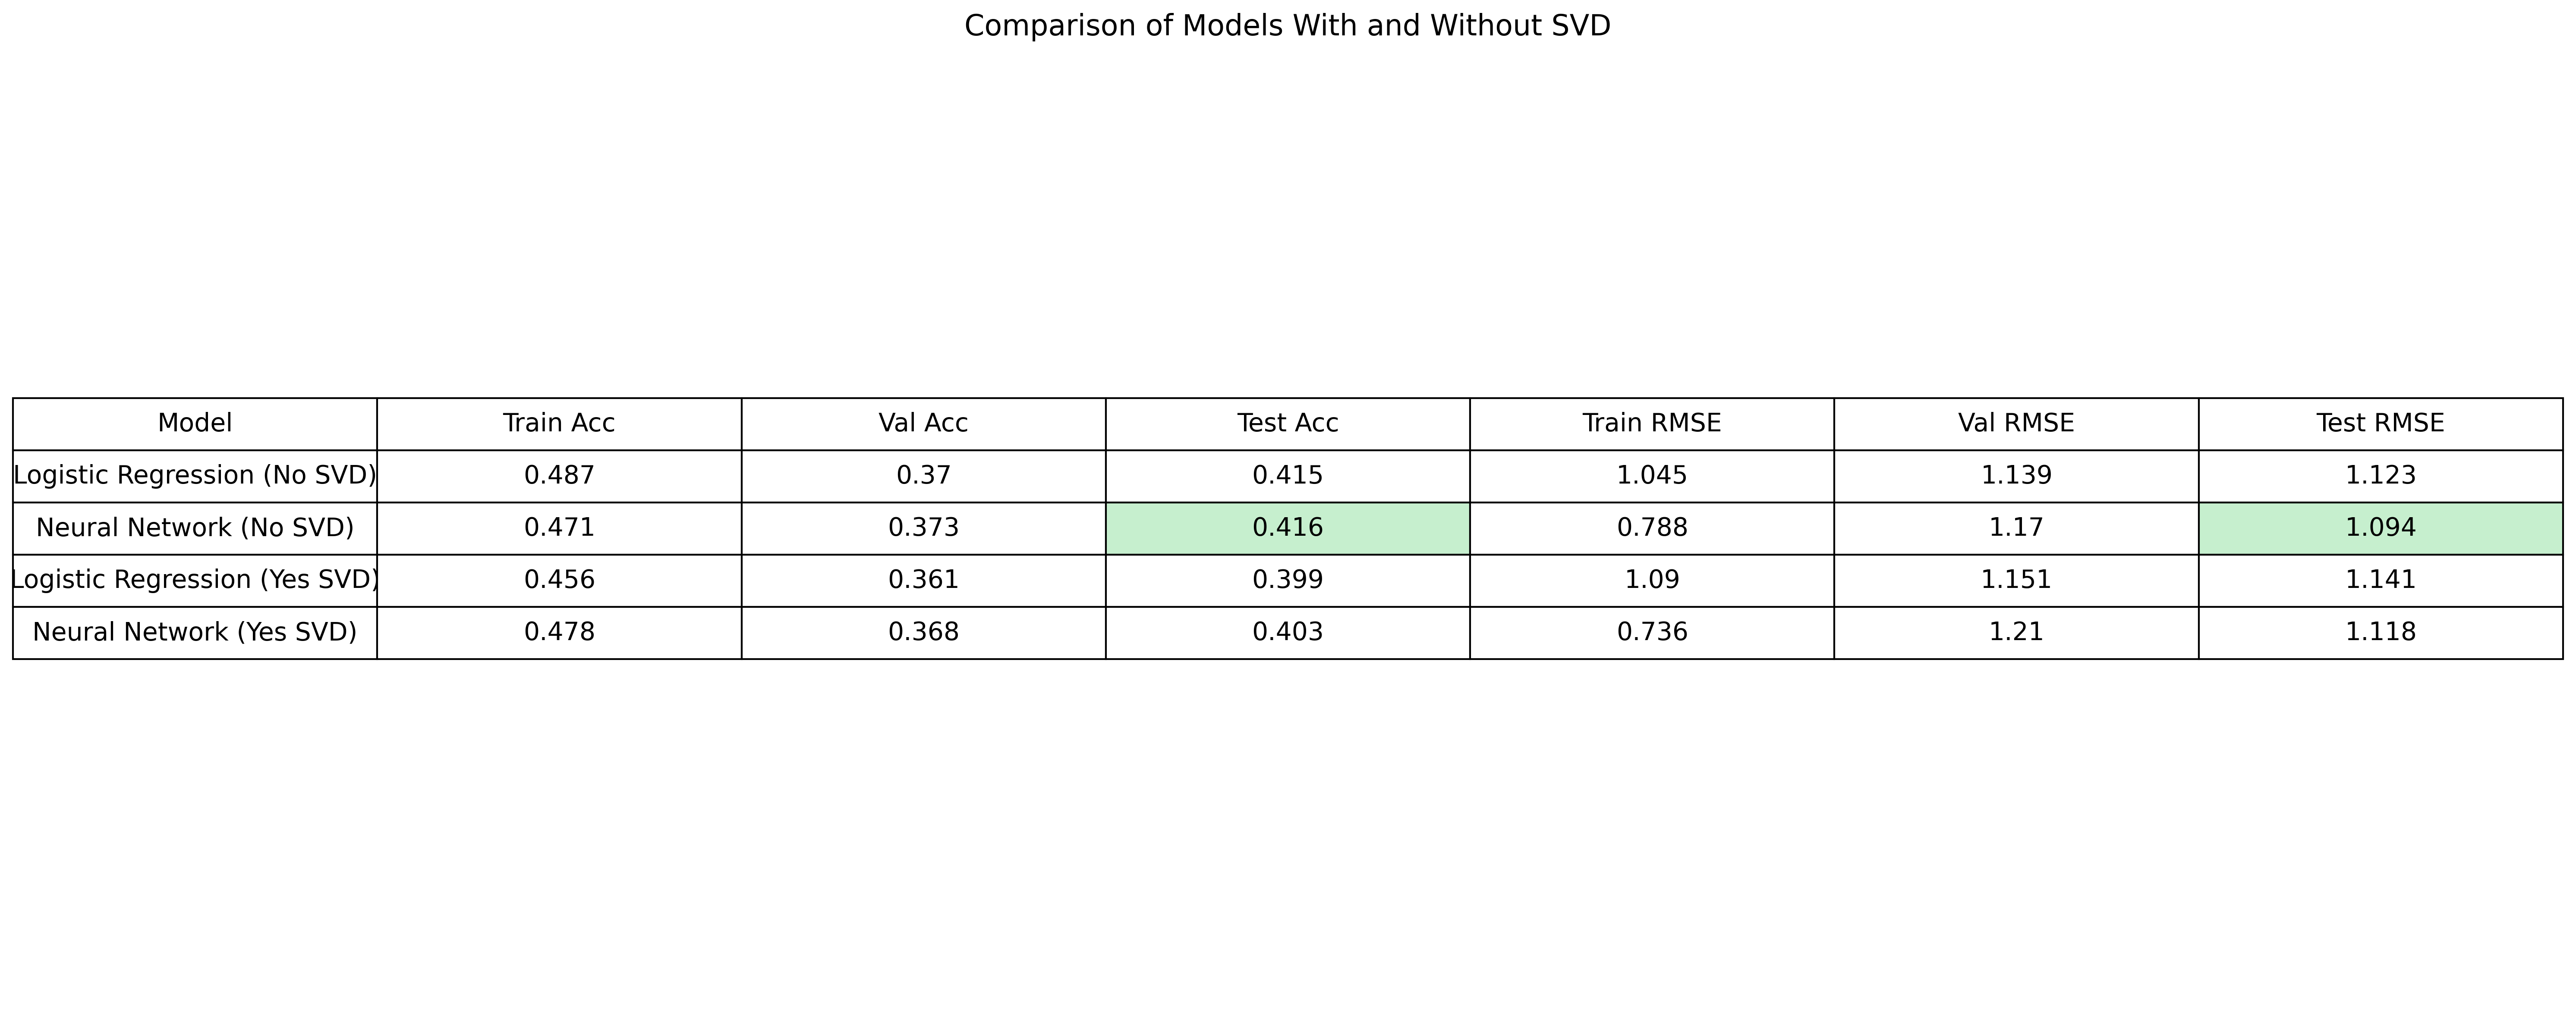 Comparison of Models With and Without SVD
Model Train Acc Val Acc Test Acc Train RMSE Val RMSE Test RMSE
Logistic Regression (No SVD) 0.487 0.37 0.415 1.045 1.139 1.123
Neural Network (No SVD) 0.471 0.373 0.416 0.788 1.17 1.094
Logistic Regression (Yes SVD) 0.456 0.361 0.399 1.09 1.151 1.141
Neural Network (Yes SVD) 0.478 0.368 0.403 0.736 1.21 1.118